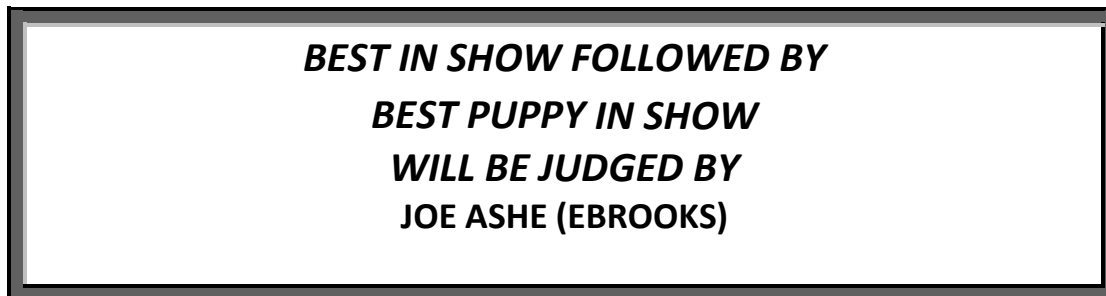 BEST IN SHOW FOLLOWED BY
BEST PUPPY IN SHOW
WILL BE JUDGED BY
JOE ASHE (EBROOKS)